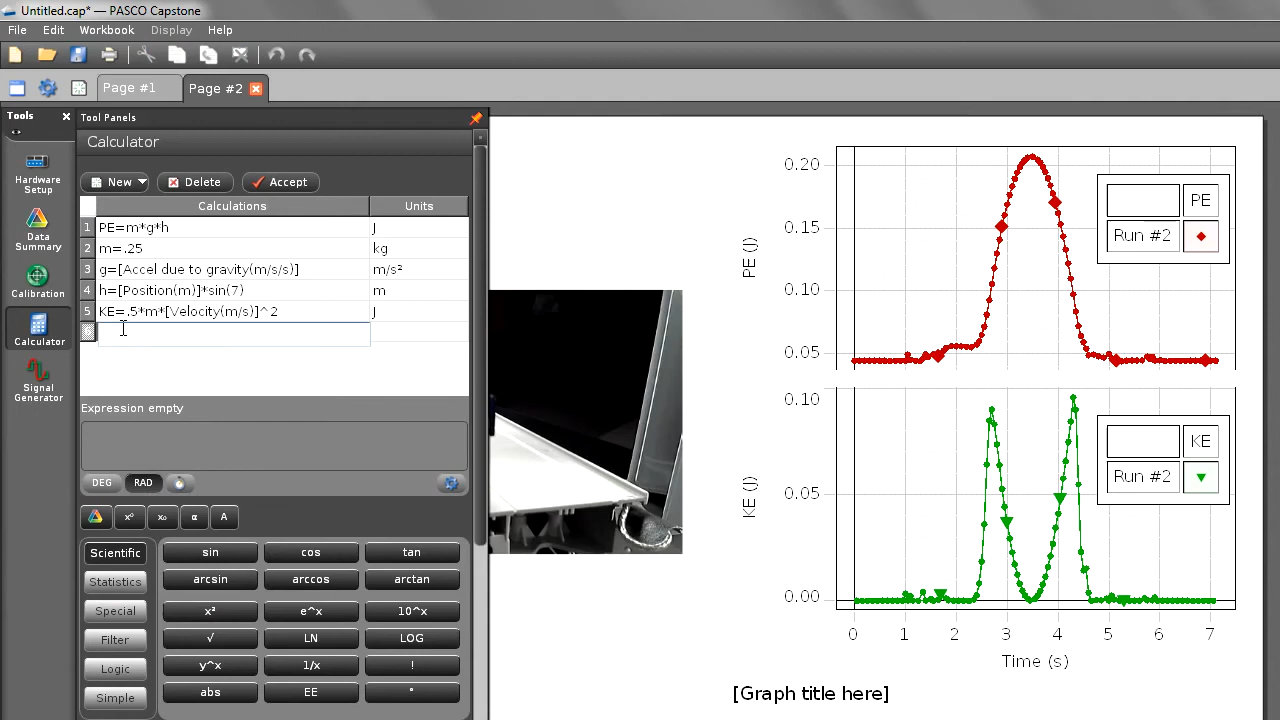 Untitled.cap* — PASCO Capstone
File Edit Workbook Display Help
Page #1 Page #2
Tools
Tool Panels
Calculator
Hardware Setup
Data Summary
Calibration
Calculator
Signal Generator
New Delete Accept
Calculations Units
1 PE=m*g*h J
2 m=.25 kg
3 g=[Accel due to gravity(m/s/s)] m/s²
4 h=[Position(m)]*sin(7) m
5 KE=.5*m*[Velocity(m/s)]^2 J
6
Expression empty
DEG RAD
α A
Scientific sin cos tan
Statistics arcsin arccos arctan
Special x² e^x 10^x
Filter √ LN LOG
Logic y^x 1/x !
Simple abs EE °
PE (J)
0.20
0.15
0.10
0.05
PE
Run #2
KE (J)
0.10
0.05
0.00
KE
Run #2
0 1 2 3 4 5 6 7
Time (s)
[Graph title here]